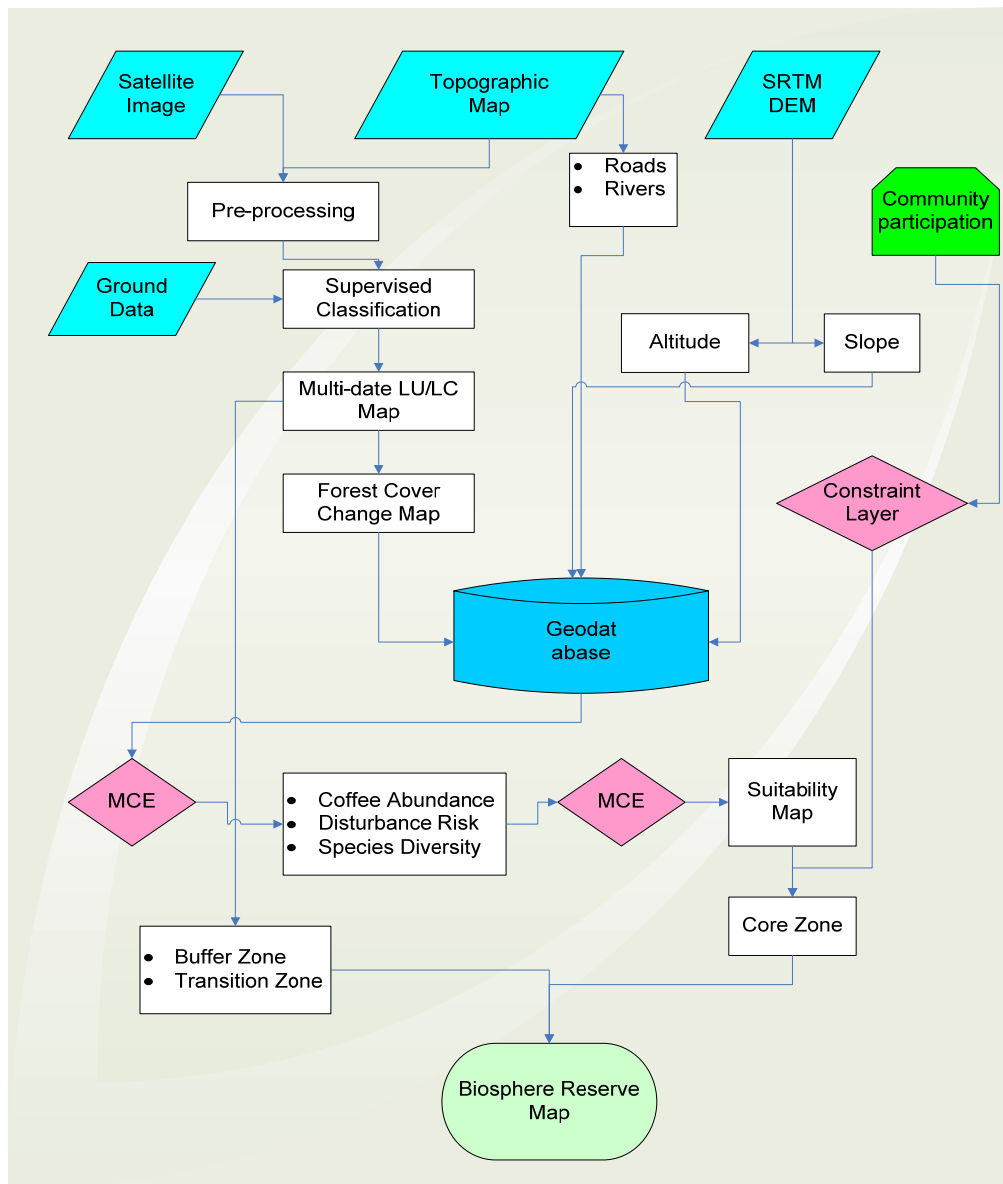 Satellite
Image
Topographic
Map
SRTM
DEM
• Roads
• Rivers
Community
participation
Pre-processing
Ground
Data
Supervised
Classification
Altitude
Slope
Multi-date LU/LC
Map
Forest Cover
Change Map
Constraint
Layer
Geodat
abase
MCE
• Coffee Abundance
• Disturbance Risk
• Species Diversity
MCE
Suitability
Map
Core Zone
• Buffer Zone
• Transition Zone
Biosphere Reserve
Map